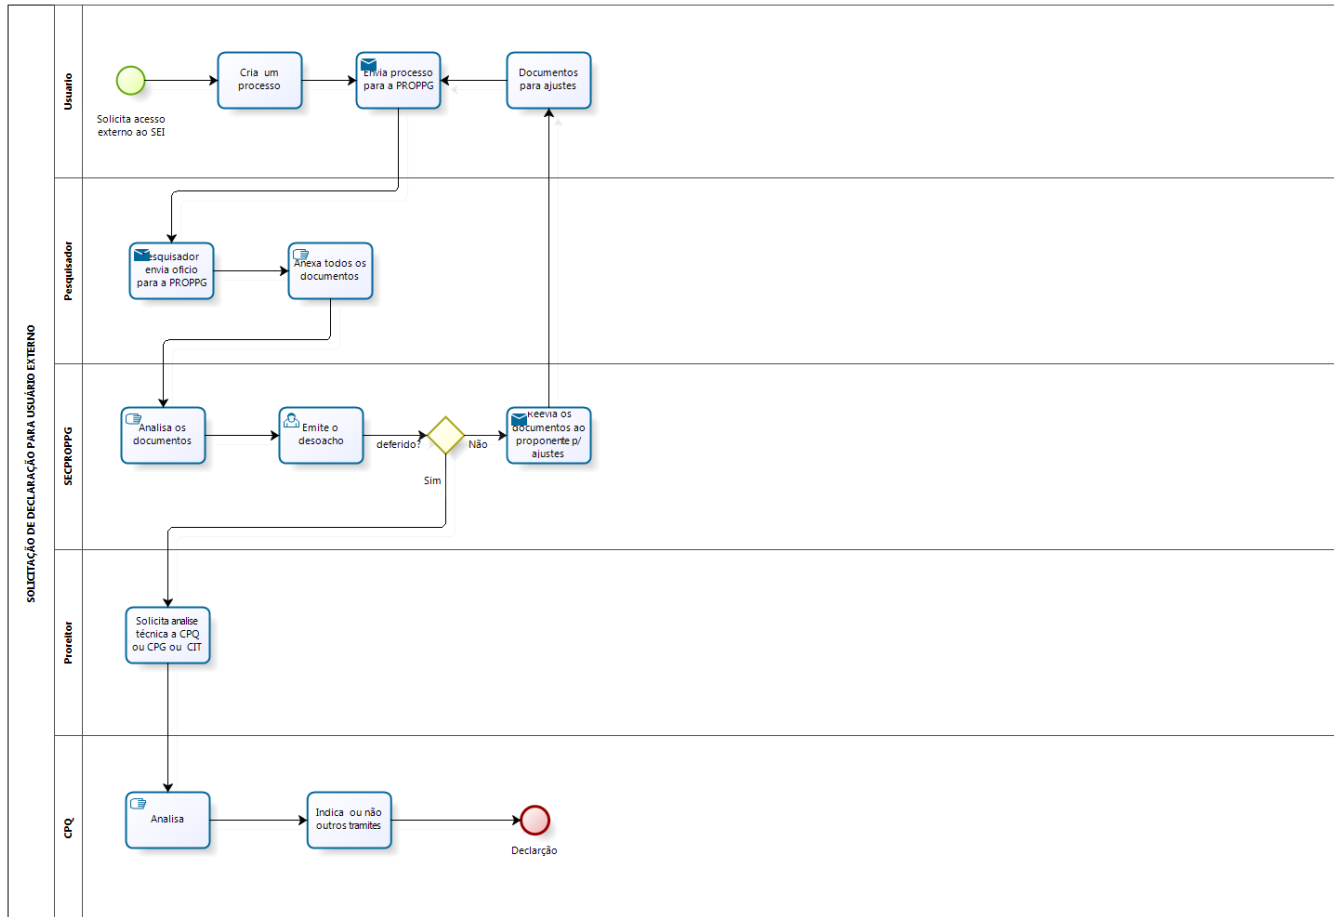 SOLICITAÇÃO DE DECLARAÇÃO PARA USUÁRIO EXTERNO
Usuario
Solicita acesso
externo ao SEI
Cria um
processo
Envia processo
para a PROPPG
Documentos
para ajustes
Pesquisador
Pesquisador
envia oficio
para a PROPPG
Anexa todos os
documentos
SECPROPPG
Analisa os
documentos
Emite o
desoacho
deferido?
Não
Sim
Reevia os
documentos ao
proponente p/
ajustes
Proreitor
Solicita analise
técnica a CPQ
ou CPG ou CIT
CPQ
Analisa
Indica ou não
outros tramites
Declarção